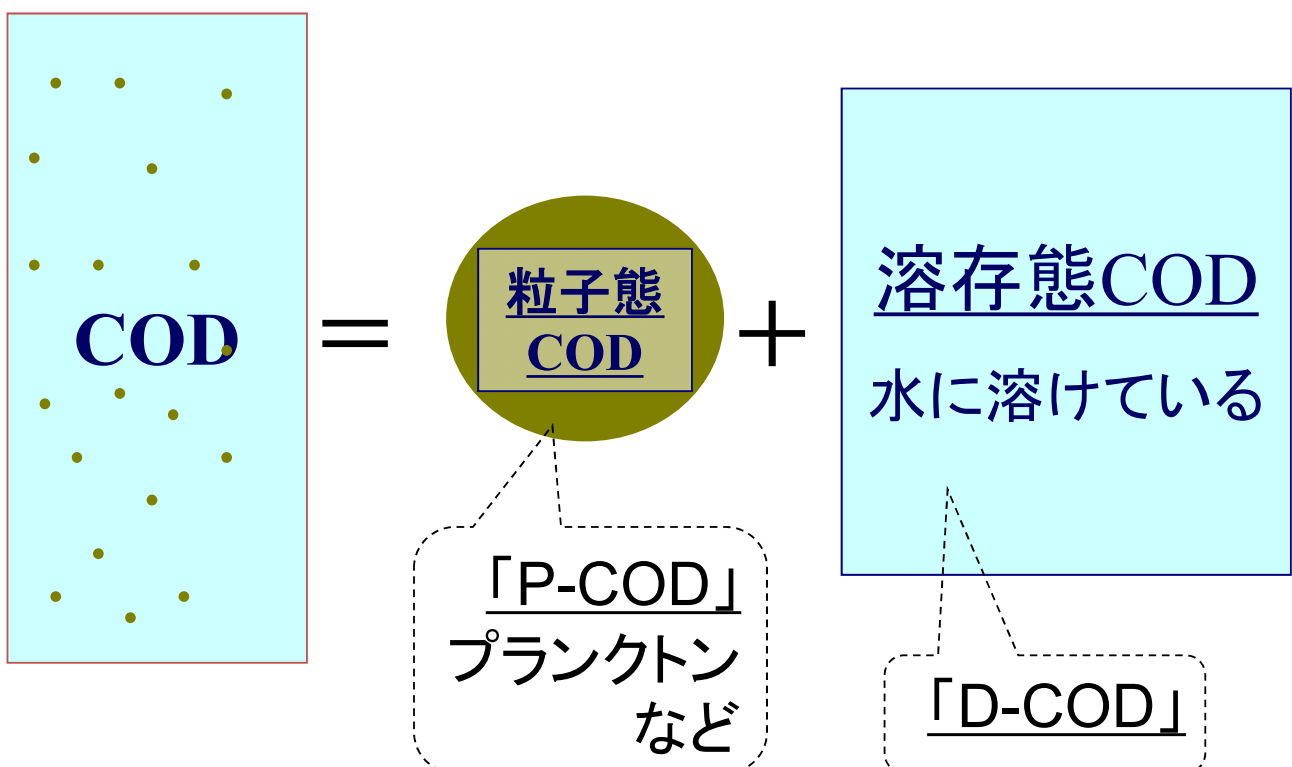 COD
=
粒子態
COD
+
溶存態COD
水に溶けている
「P-COD」
プランクトン
など
「D-COD」